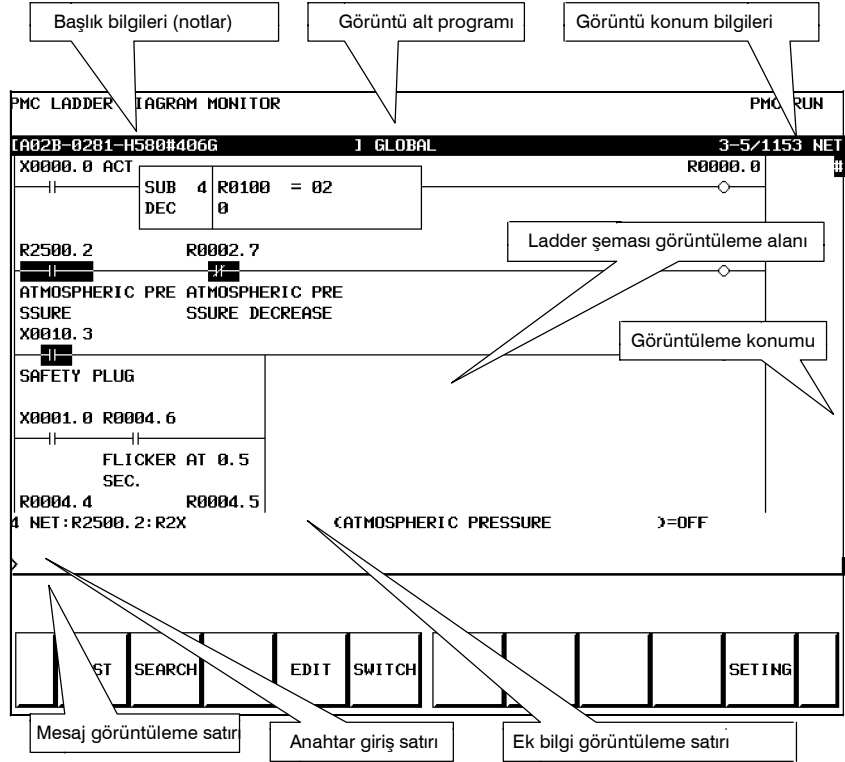 Başlık bilgileri (notlar)
Görüntü alt programı
Görüntü konum bilgileri
PMC LADDER IAGRAM MONITOR
PMC RUN
[A02B-0281-H580#406G ] GLOBAL 3-5/1153 NET
X0000.0 ACT R0000.0 #
SUB 4 R0100 = 02
DEC 0
R2500.2 R0002.7
Ladder şeması görüntüleme alanı
ATMOSPHERIC PRE ATMOSPHERIC PRE
SSURE SSURE DECREASE
X0010.3
Görüntüleme konumu
SAFETY PLUG
X0001.0 R0004.6
FLICKER AT 0.5
SEC.
R0004.4 R0004.5
4 NET:R2500.2:R2X (ATMOSPHERIC PRESSURE )=OFF
>
ST SEARCH EDIT SWITCH SETING
Mesaj görüntüleme satırı
Anahtar giriş satırı
Ek bilgi görüntüleme satırı